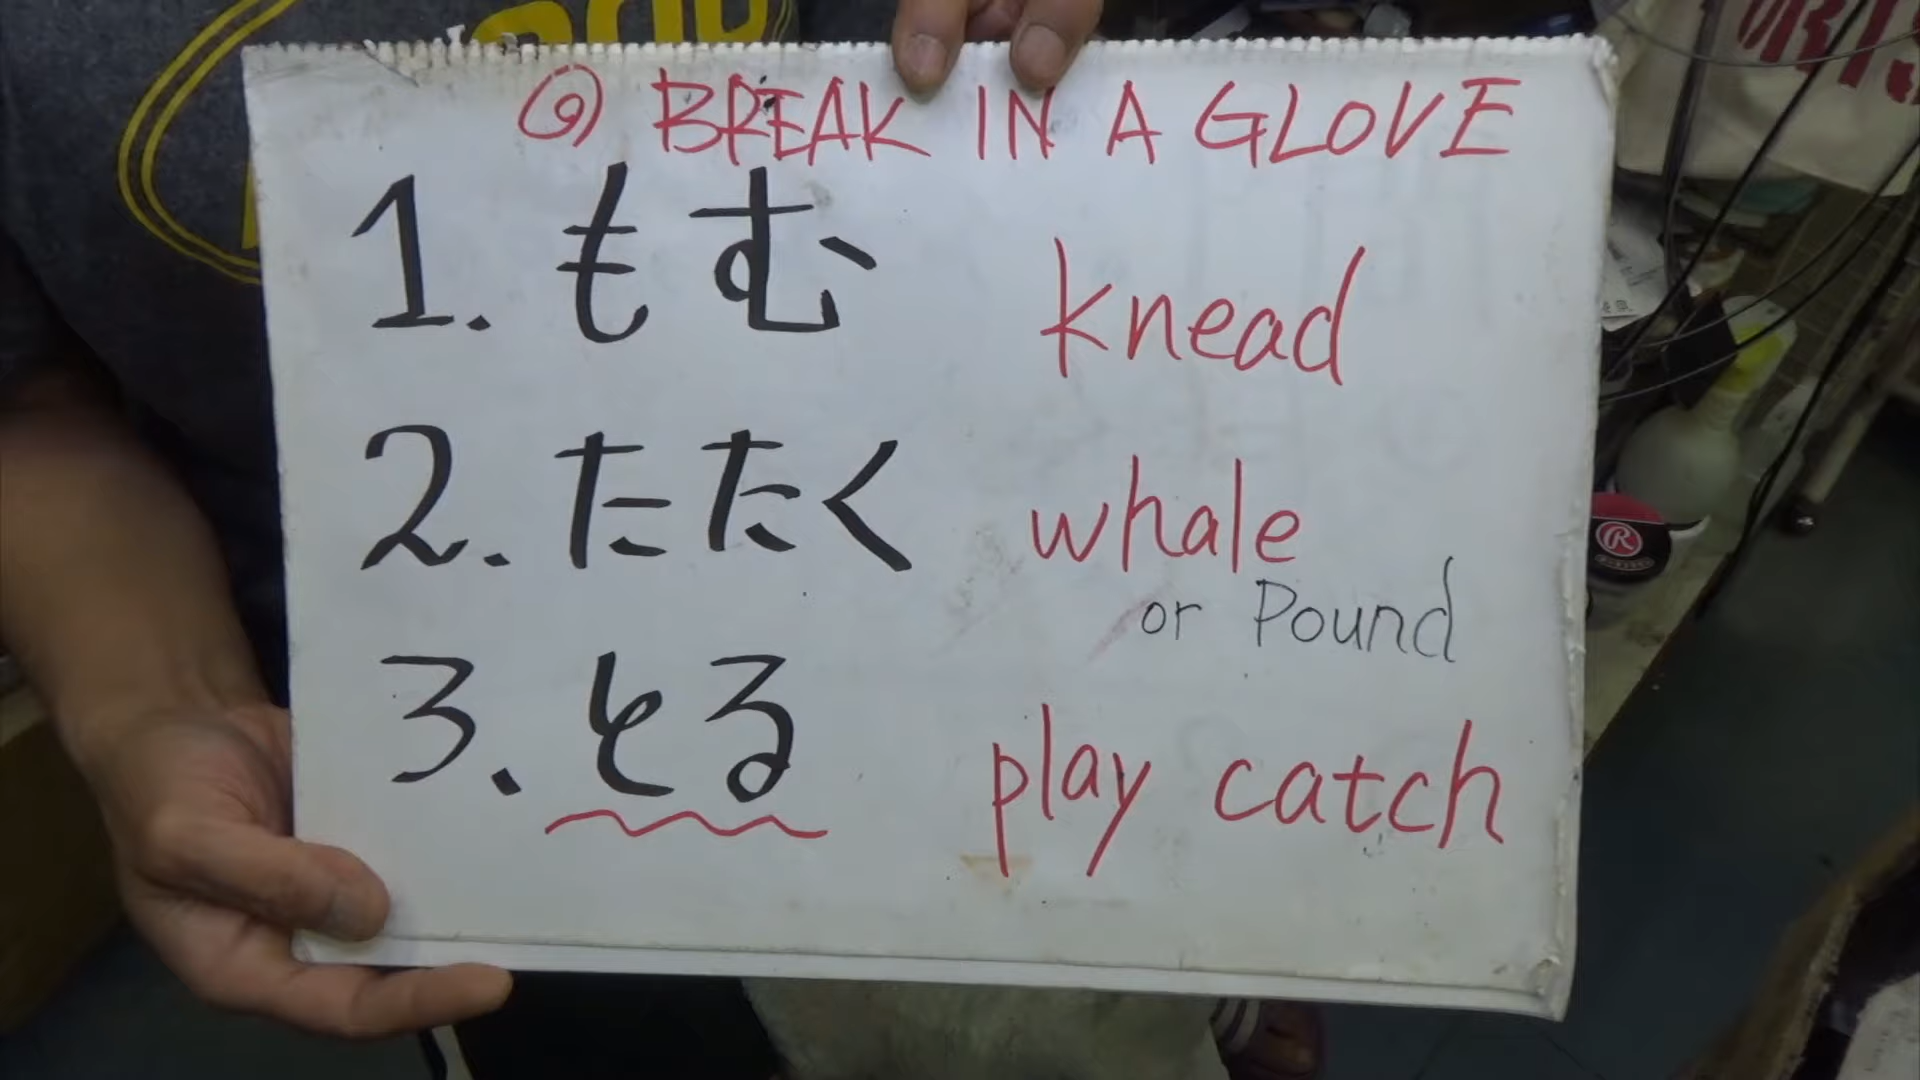 ◎ BREAK IN A GLOVE
1. もむ knead
2. たたく whale
or Pound
3. とる play catch
R